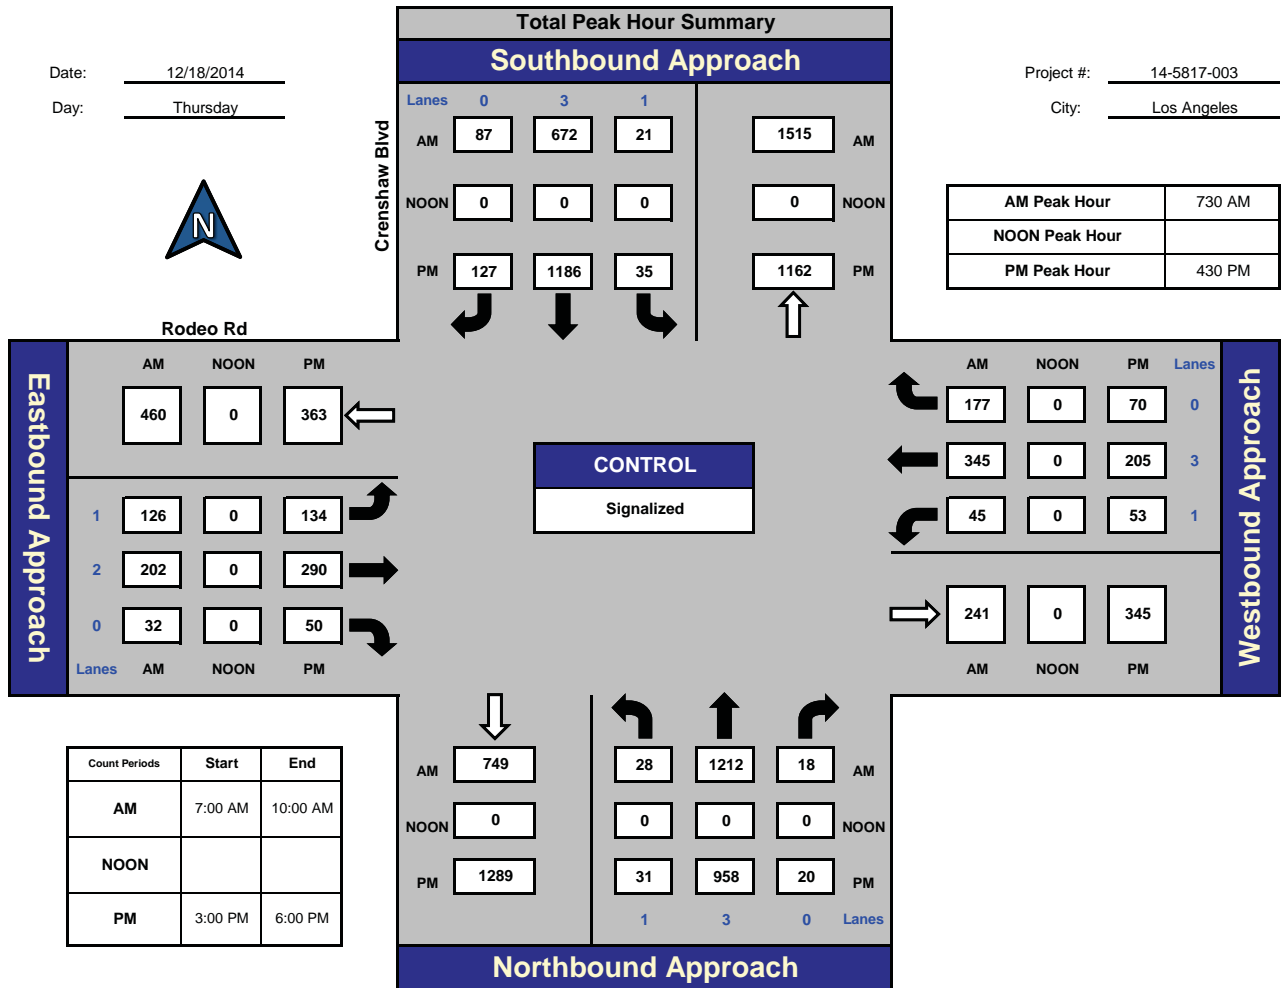 Total Peak Hour Summary
Southbound Approach
Date: 12/18/2014
Day: Thursday
Project #: 14-5817-003
City: Los Angeles
N
Crenshaw Blvd
Lanes 0 3 1
AM 87 672 21 1515 AM
NOON 0 0 0 0 NOON
PM 127 1186 35 1162 PM
AM Peak Hour 730 AM
NOON Peak Hour
PM Peak Hour 430 PM
Rodeo Rd
Eastbound Approach
AM NOON PM
460 0 363
1 126 0 134
2 202 0 290
0 32 0 50
Lanes AM NOON PM
CONTROL
Signalized
AM NOON PM Lanes
177 0 70 0
345 0 205 3
45 0 53 1
241 0 345
AM NOON PM
Westbound Approach
Count Periods Start End
AM 7:00 AM 10:00 AM
NOON
PM 3:00 PM 6:00 PM
AM 749 28 1212 18 AM
NOON 0 0 0 0 NOON
PM 1289 31 958 20 PM
1 3 0 Lanes
Northbound Approach